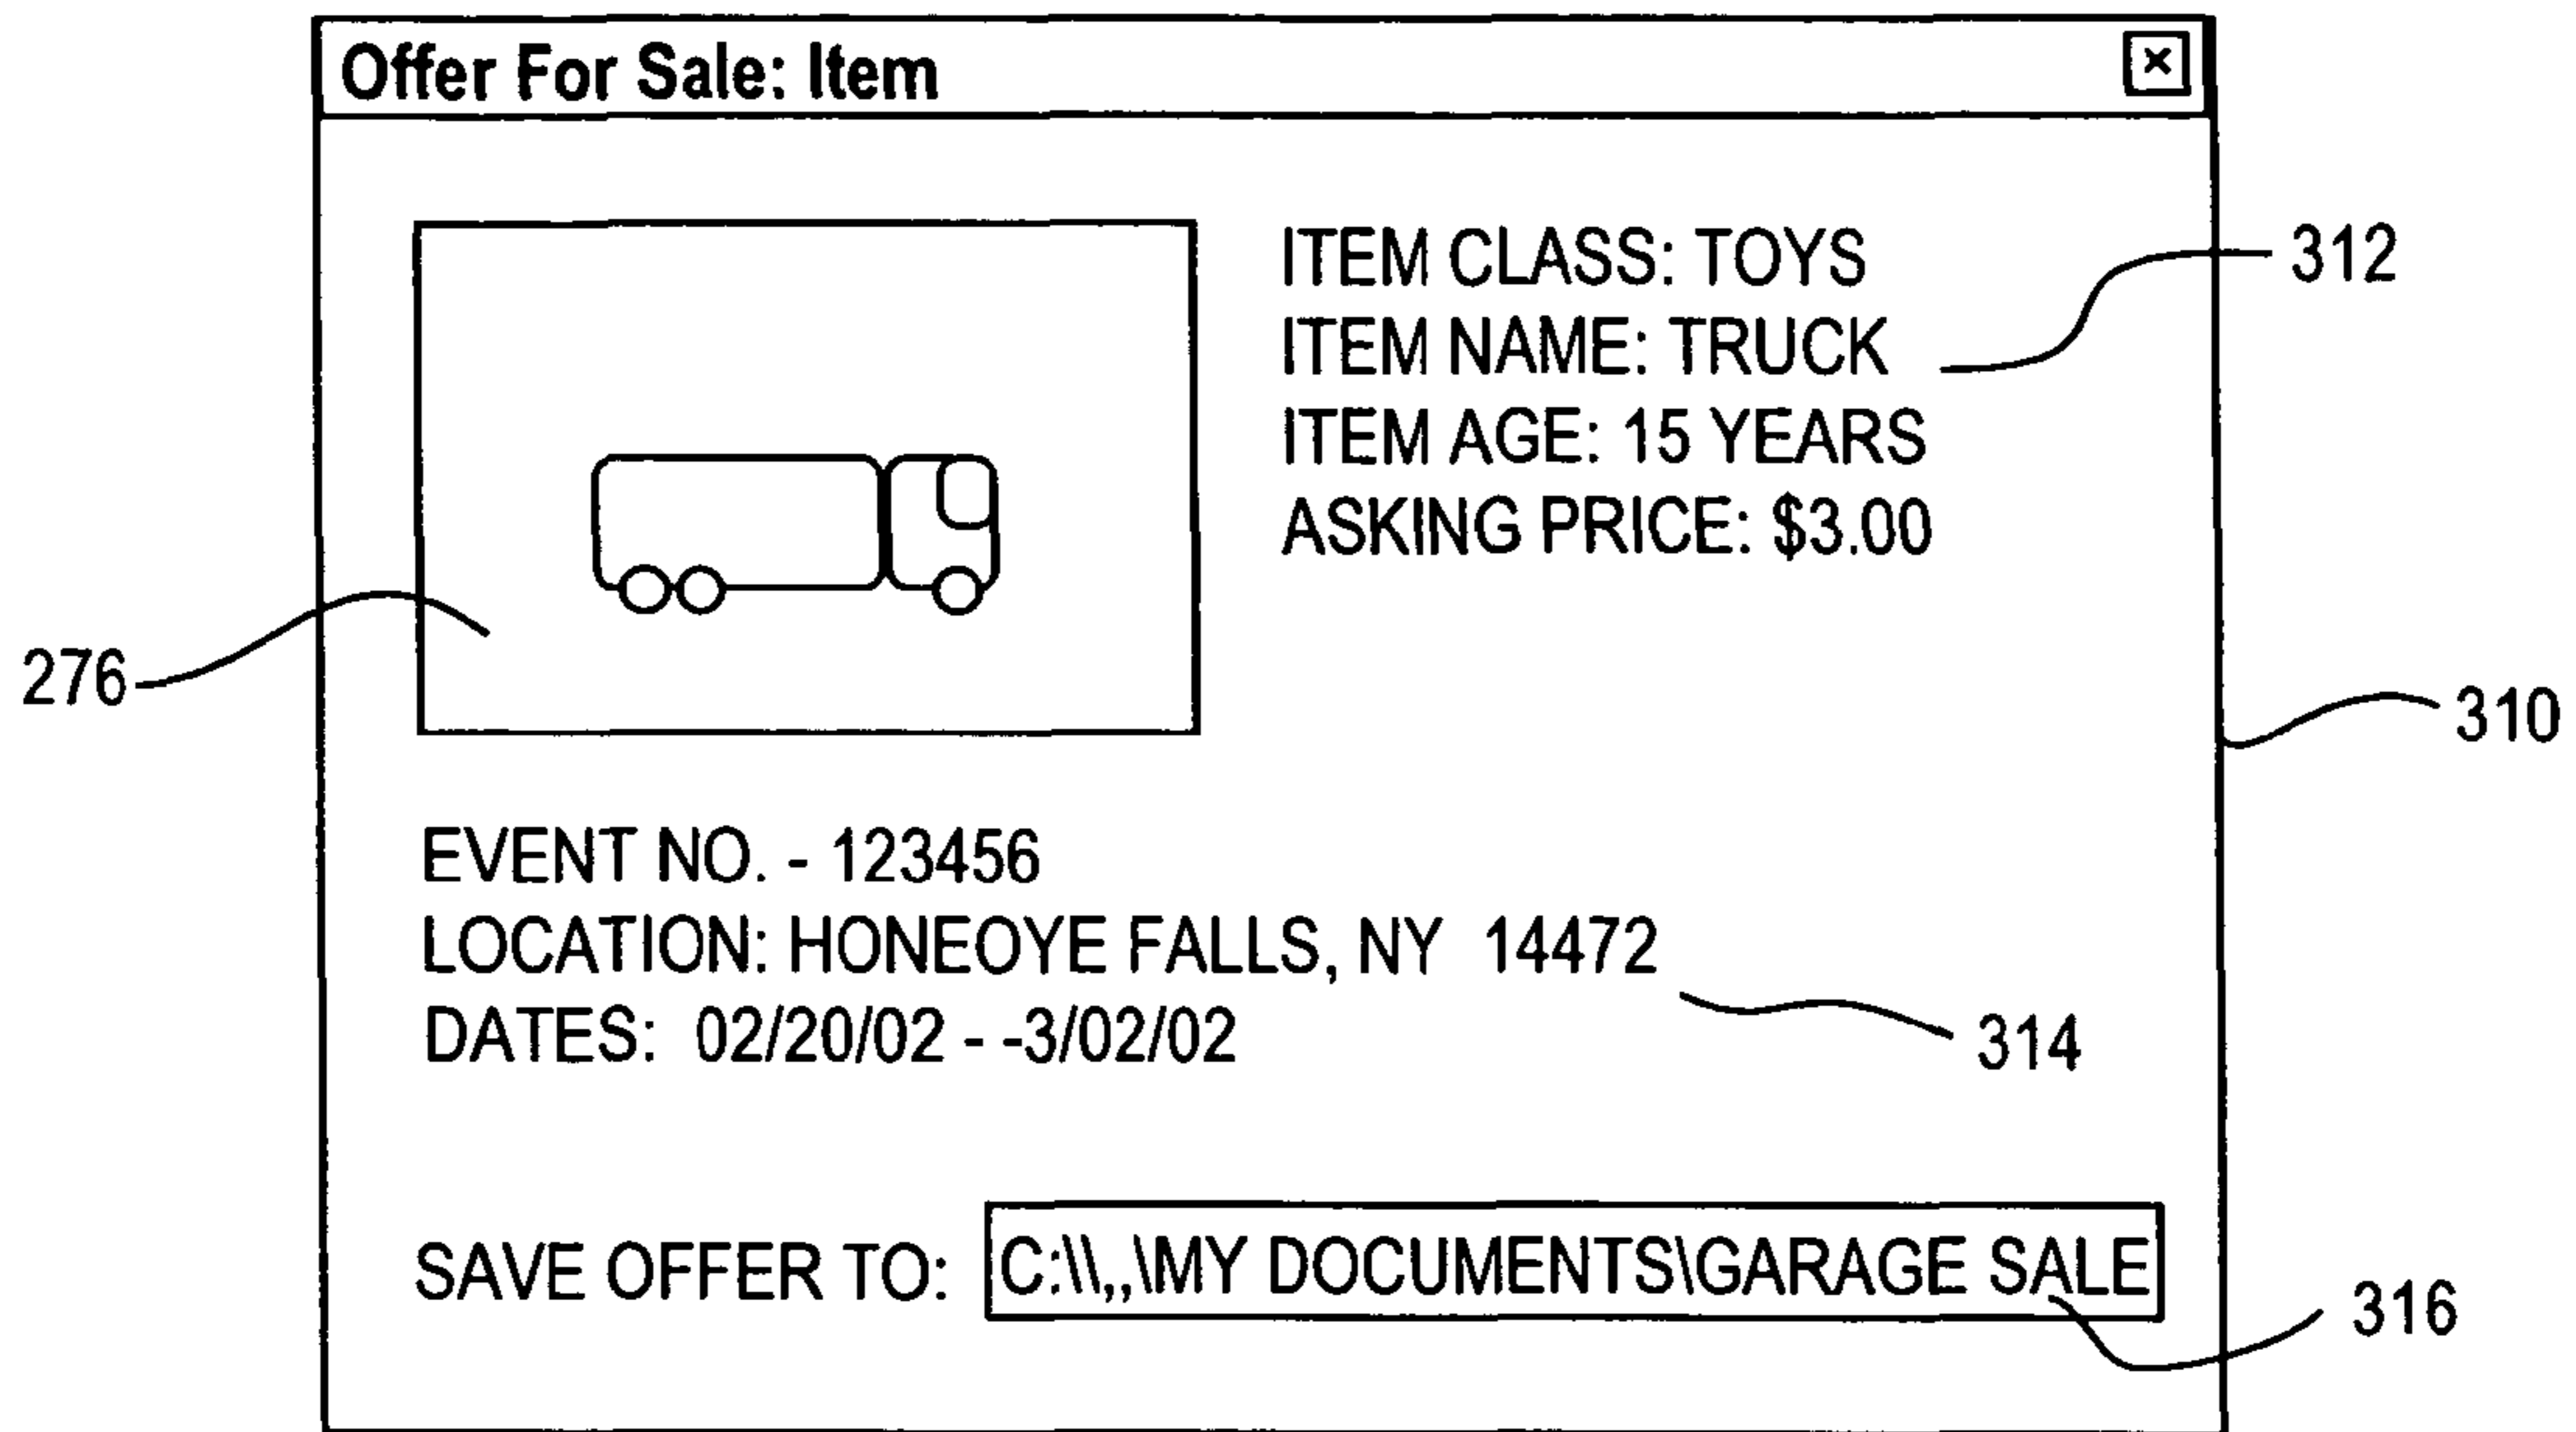 Offer For Sale: Item
x
ITEM CLASS: TOYS
312
ITEM NAME: TRUCK
ITEM AGE: 15 YEARS
ASKING PRICE: $3.00
276
310
EVENT NO. - 123456
LOCATION: HONEOYE FALLS, NY 14472
DATES: 02/20/02 - -3/02/02
314
SAVE OFFER TO: C:\\,,\MY DOCUMENTS\GARAGE SALE
316